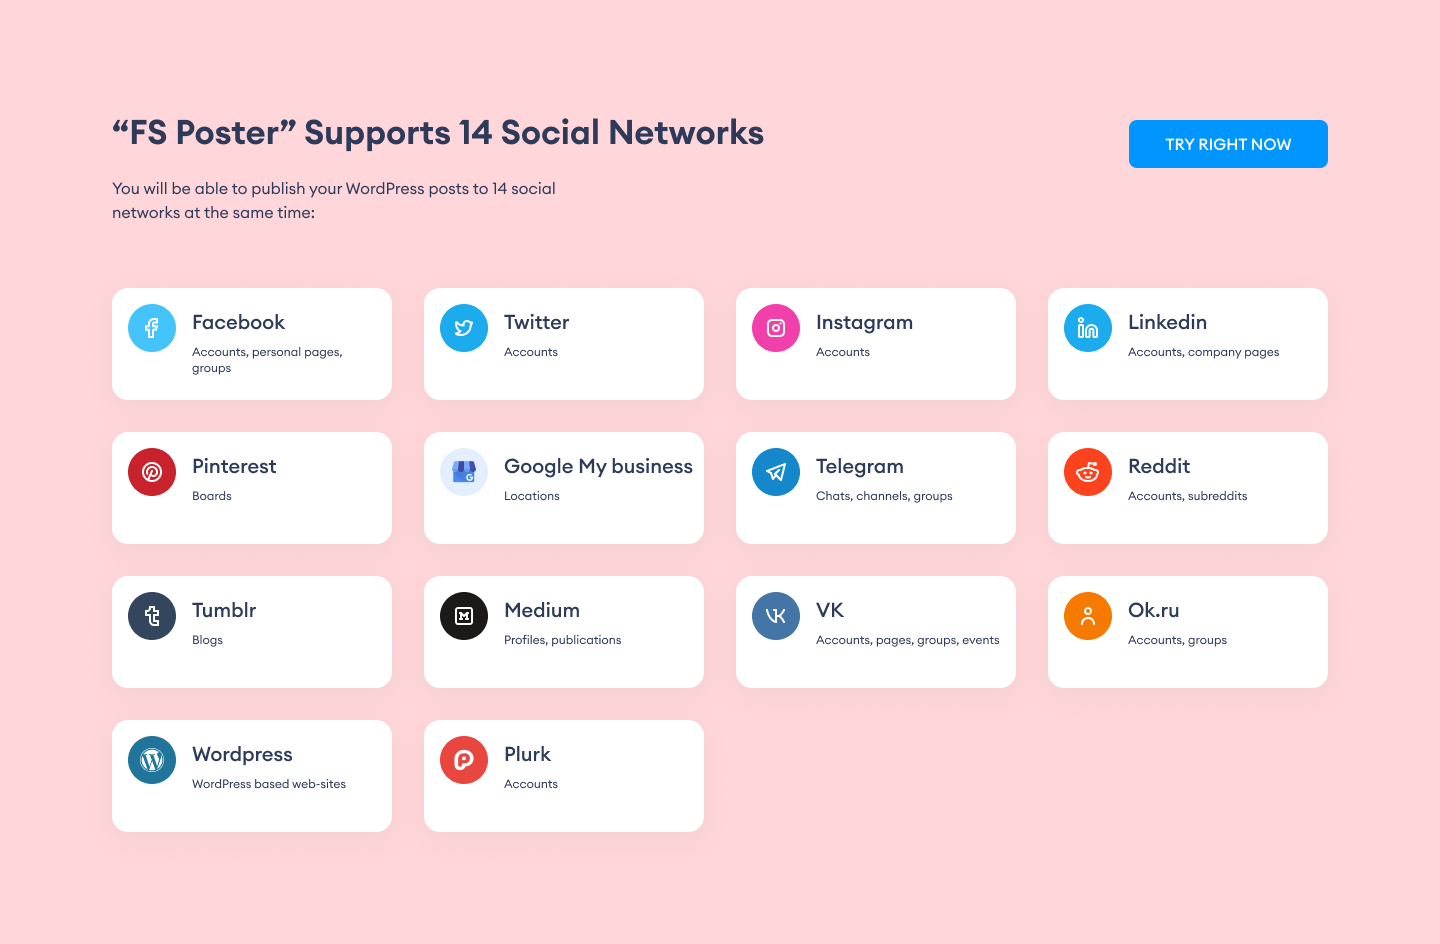 “FS Poster” Supports 14 Social Networks
TRY RIGHT NOW
You will be able to publish your WordPress posts to 14 social
networks at the same time:
Facebook
Accounts, personal pages,
groups
Twitter
Accounts
Instagram
Accounts
Linkedin
Accounts, company pages
Pinterest
Boards
Google My business
Locations
Telegram
Chats, channels, groups
Reddit
Accounts, subreddits
Tumblr
Blogs
Medium
Profiles, publications
VK
Accounts, pages, groups, events
Ok.ru
Accounts, groups
Wordpress
WordPress based web-sites
Plurk
Accounts